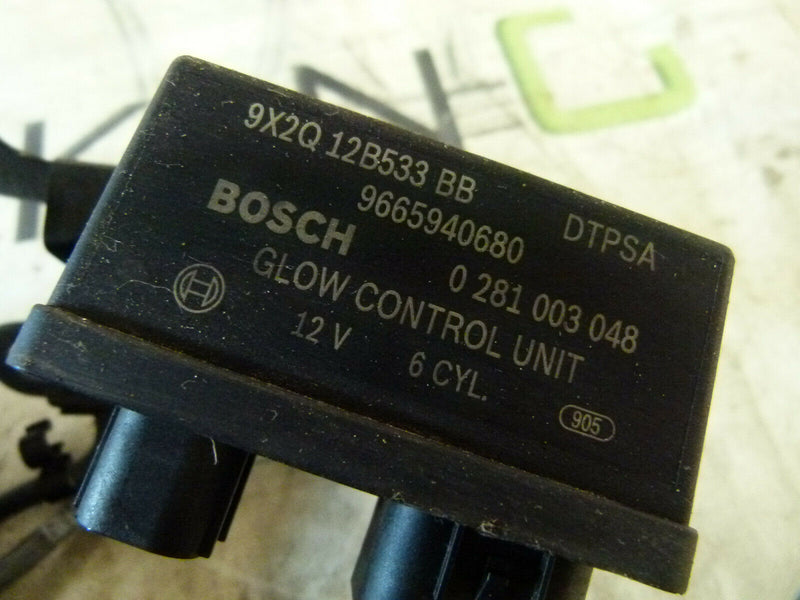 9X2Q 12B533 BB
9665940680 DTPSA
BOSCH 0 281 003 048
GLOW CONTROL UNIT
12 V 6 CYL.
905